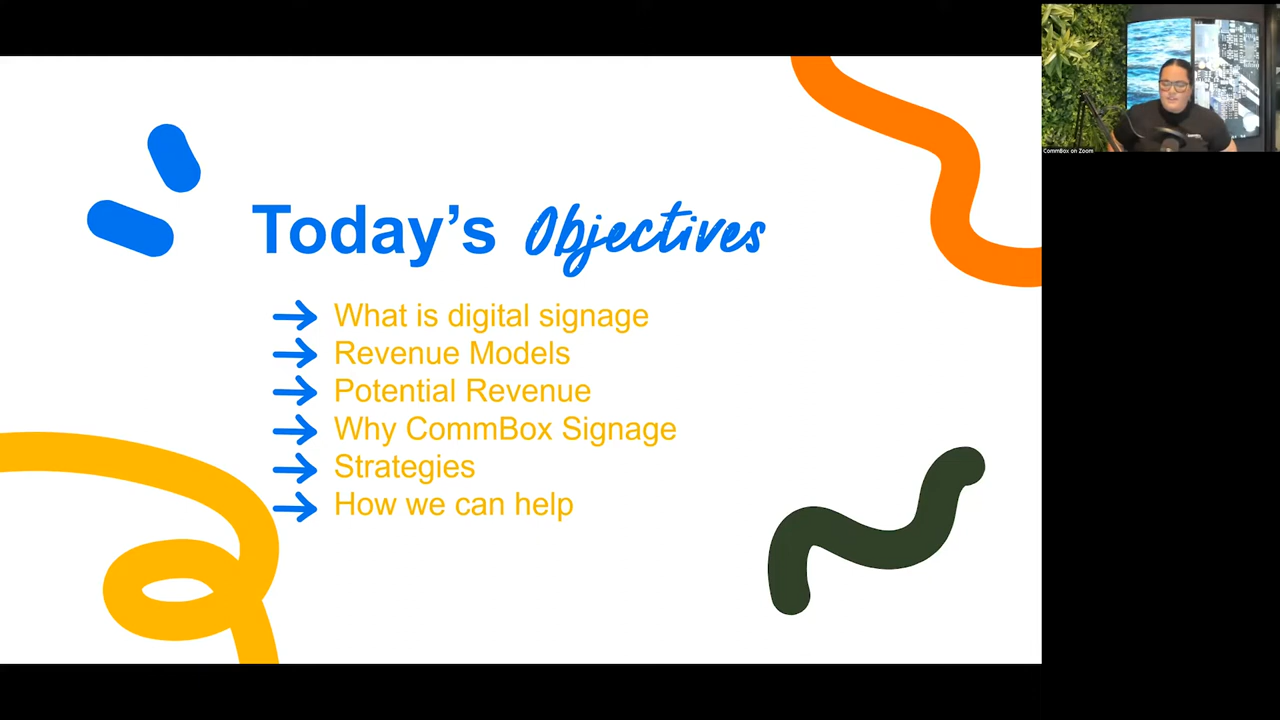 Today's Objectives
What is digital signage
Revenue Models
Potential Revenue
Why CommBox Signage
Strategies
How we can help
CommBox on Zoom